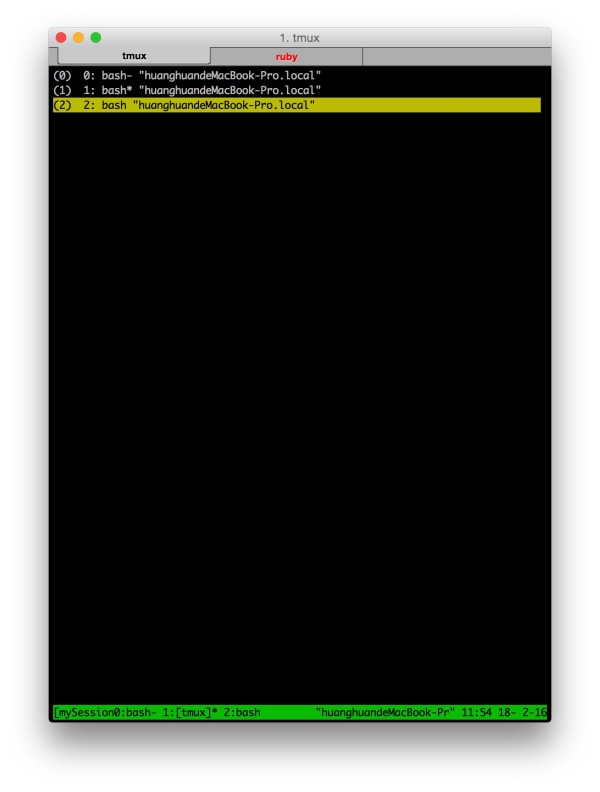 1. tmux
tmux ruby
(0) 0: bash- "huanghuandeMacBook-Pro.local"
(1) 1: bash* "huanghuandeMacBook-Pro.local"
(2) 2: bash "huanghuandeMacBook-Pro.local"
[mySession0:bash- 1:[tmux]* 2:bash "huanghuandeMacBook-Pr" 11:54 18- 2-16